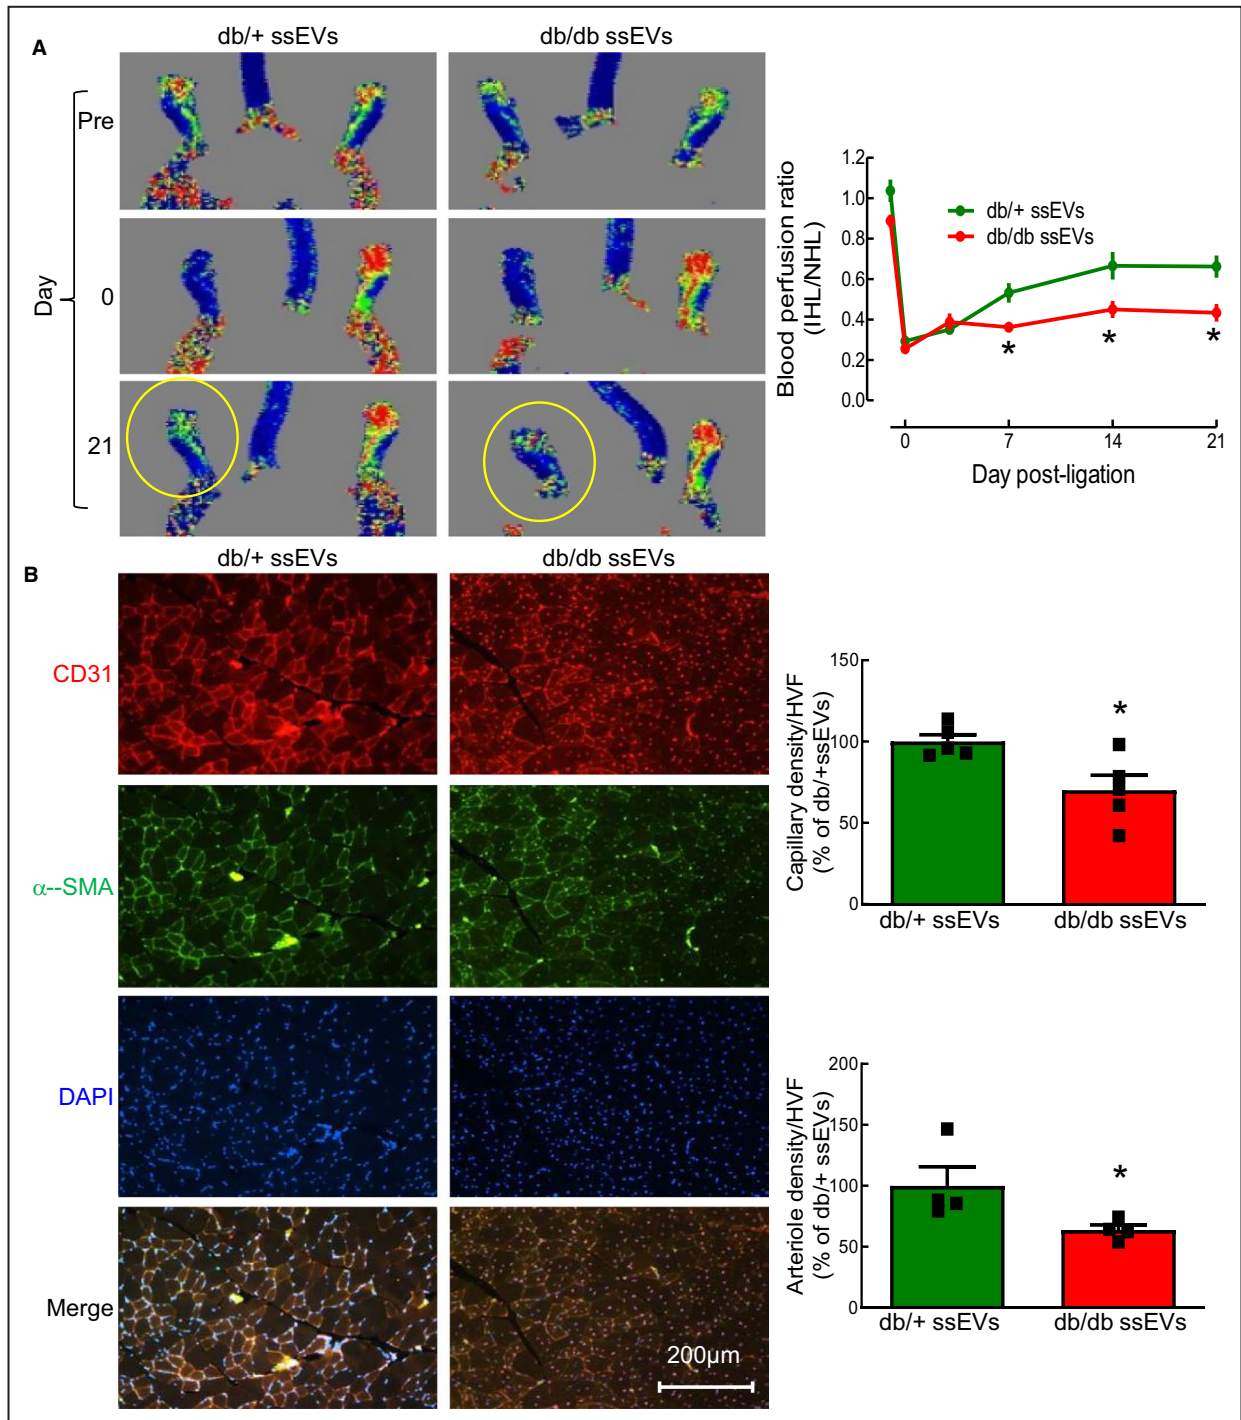 A
db/+ ssEVs
db/db ssEVs
Day
Pre
0
21
Blood perfusion ratio
(IHL/NHL)
1.2
1.0
0.8
0.6
0.4
0.2
0.0
db/+ ssEVs
db/db ssEVs
*
*
*
0
7
14
21
Day post-ligation
B
db/+ ssEVs
db/db ssEVs
CD31
α--SMA
DAPI
Merge
200μm
Capillary density/HVF
(% of db/+ssEVs)
150
100
50
0
*
db/+ ssEVs
db/db ssEVs
Arteriole density/HVF
(% of db/+ ssEVs)
200
150
100
50
0
*
db/+ ssEVs
db/db ssEVs